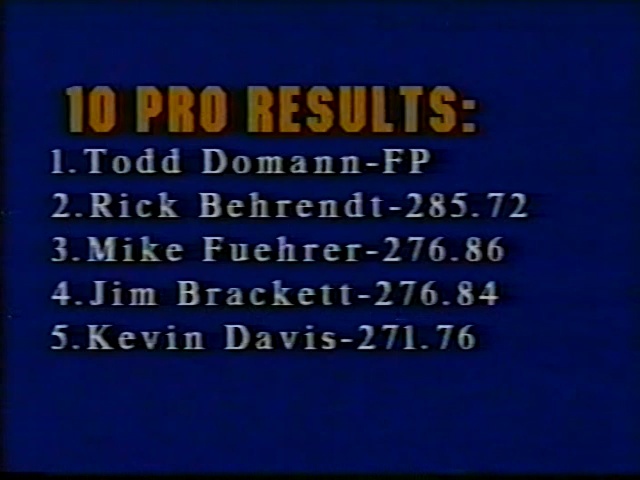 10 PRO RESULTS:
1.Todd Domann-FP
2.Rick Behrendt-285.72
3.Mike Fuehrer-276.86
4.Jim Brackett-276.84
5.Kevin Davis-271.76